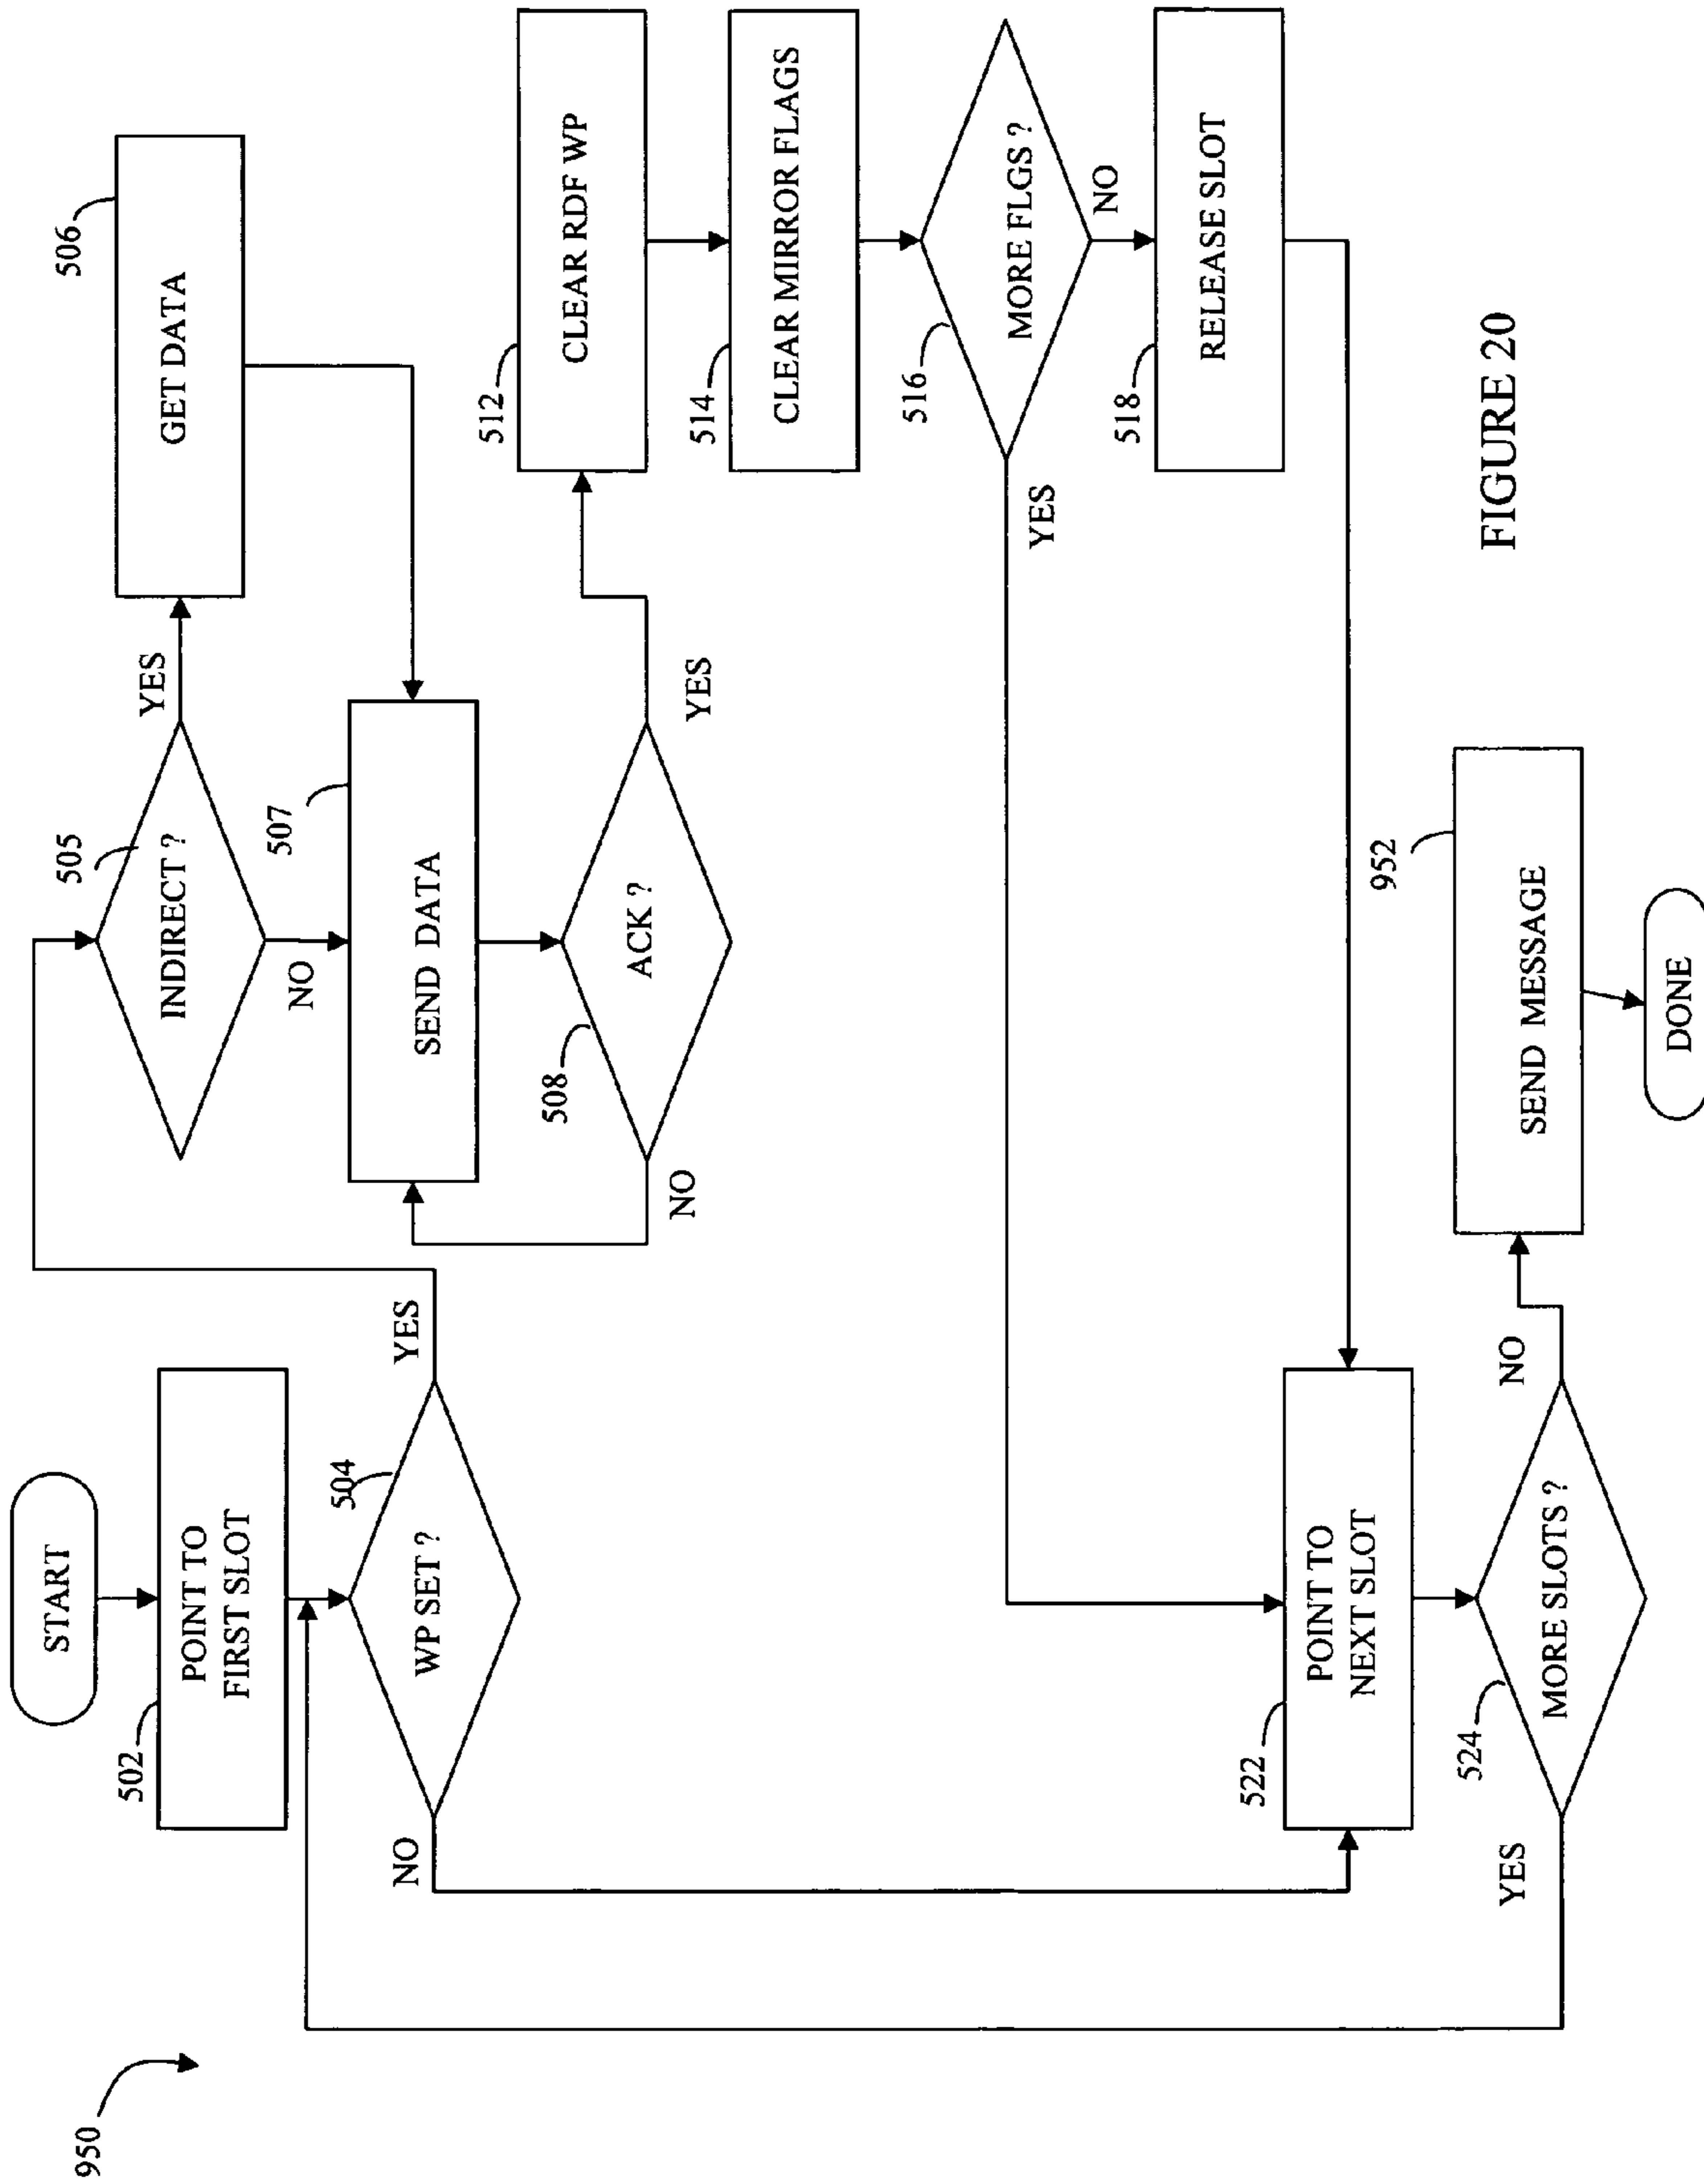 950
START
502
POINT TO
FIRST SLOT
504
WP SET ?
YES
NO
505
INDIRECT ?
YES
NO
506
GET DATA
507
SEND DATA
508
ACK ?
NO
YES
512
CLEAR RDF WP
514
CLEAR MIRROR FLAGS
516
MORE FLGS ?
YES
NO
518
RELEASE SLOT
522
POINT TO
NEXT SLOT
524
MORE SLOTS ?
YES
NO
952
SEND MESSAGE
DONE
FIGURE 20